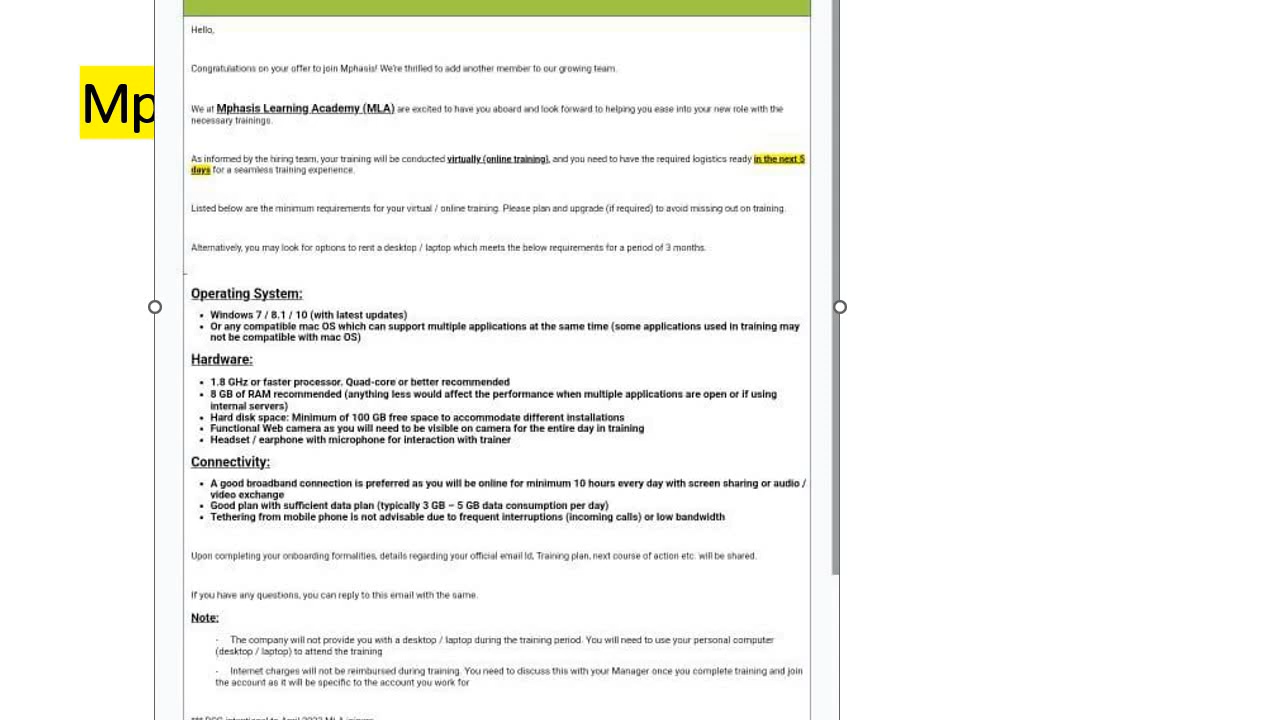 Mp
Hello,
Congratulations on your offer to join Mphasis! We're thrilled to add another member to our growing team.
We at Mphasis Learning Academy (MLA) are excited to have you aboard and look forward to helping you ease into your new role with the
necessary trainings.
As informed by the hiring team, your training will be conducted virtually (online training), and you need to have the required logistics ready in the next 5
days for a seamless training experience.
Listed below are the minimum requirements for your virtual / online training. Please plan and upgrade (if required) to avoid missing out on training.
Alternatively, you may look for options to rent a desktop / laptop which meets the below requirements for a period of 3 months.
Operating System:
• Windows 7 / 8.1 / 10 (with latest updates)
• Or any compatible mac OS which can support multiple applications at the same time (some applications used in training may
not be compatible with mac OS)
Hardware:
• 1.8 GHz or faster processor. Quad-core or better recommended
• 8 GB of RAM recommended (anything less would affect the performance when multiple applications are open or if using
internal servers)
• Hard disk space: Minimum of 100 GB free space to accommodate different installations
• Functional Web camera as you will need to be visible on camera for the entire day in training
• Headset / earphone with microphone for interaction with trainer
Connectivity:
• A good broadband connection is preferred as you will be online for minimum 10 hours every day with screen sharing or audio /
video exchange
• Good plan with sufficient data plan (typically 3 GB – 5 GB data consumption per day)
• Tethering from mobile phone is not advisable due to frequent interruptions (incoming calls) or low bandwidth
Upon completing your onboarding formalities, details regarding your official email Id, Training plan, next course of action etc. will be shared.
If you have any questions, you can reply to this email with the same.
Note:
- The company will not provide you with a desktop / laptop during the training period. You will need to use your personal computer
(desktop / laptop) to attend the training
- Internet charges will not be reimbursed during training. You need to discuss this with your Manager once you complete training and join
the account as it will be specific to the account you work for